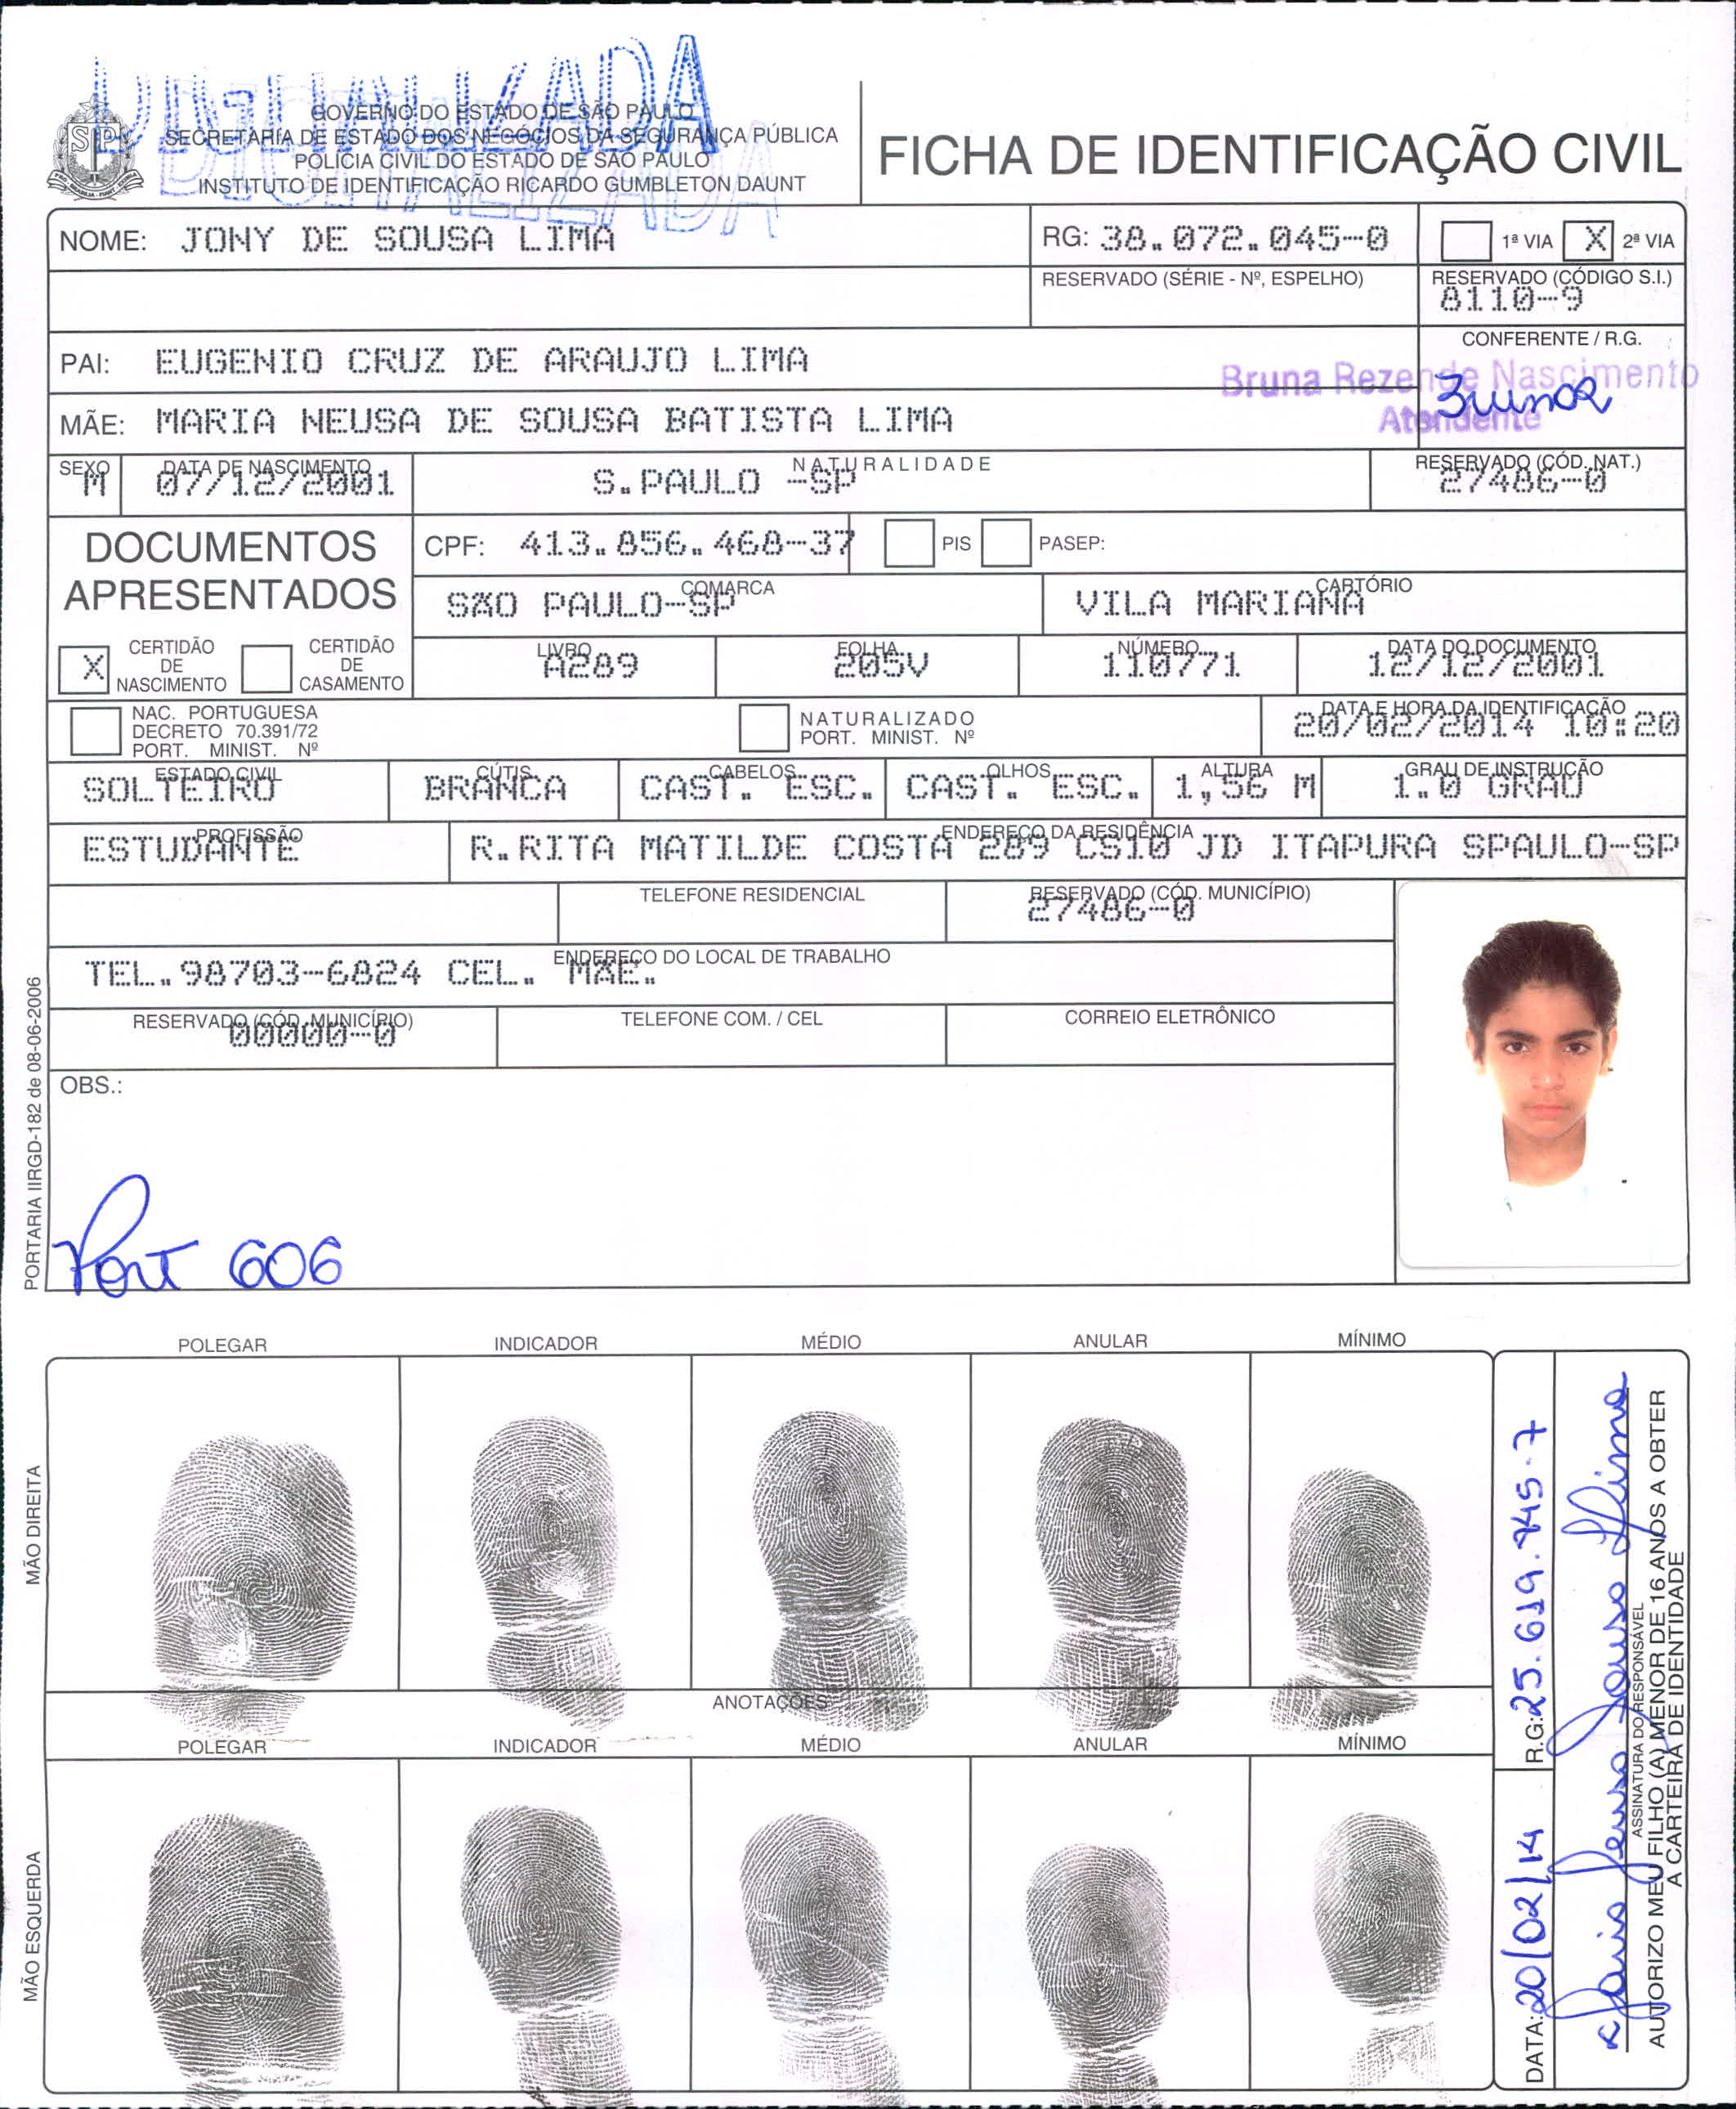 DIGITALIZADA
DIGITALIZADA
GOVERNO DO ESTADO DE SÃO PAULO
SECRETARIA DE ESTADO DOS NEGÓCIOS DA SEGURANÇA PÚBLICA
POLÍCIA CIVIL DO ESTADO DE SÃO PAULO
INSTITUTO DE IDENTIFICAÇÃO RICARDO GUMBLETON DAUNT
FICHA DE IDENTIFICAÇÃO CIVIL
NOME: JONY DE SOUSA LIMA RG: 38.072.045-0 1ª VIA X 2ª VIA
RESERVADO (SÉRIE - Nº, ESPELHO) RESERVADO (CÓDIGO S.I.)
8110-9
PAI: EUGENIO CRUZ DE ARAUJO LIMA CONFERENTE / R.G.
Bruna Rezende Nascimento
Atendente
MÃE: MARIA NEUSA DE SOUSA BATISTA LIMA
SEXO DATA DE NASCIMENTO NATURALIDADE RESERVADO (CÓD. NAT.)
M 07/12/2001 S.PAULO -SP 27486-0
DOCUMENTOS APRESENTADOS
CPF: 413.856.468-37 PIS PASEP:
COMARCA CARTÓRIO
SÃO PAULO-SP VILA MARIANA
X CERTIDÃO DE NASCIMENTO CERTIDÃO DE CASAMENTO
LIVRO FOLHA NÚMERO DATA DO DOCUMENTO
A289 205V 110771 12/12/2001
NAC. PORTUGUESA
DECRETO 70.391/72
PORT. MINIST. Nº
NATURALIZADO
PORT. MINIST. Nº
DATA E HORA DA IDENTIFICAÇÃO
20/02/2014 10:20
ESTADO CIVIL CÚTIS CABELOS OLHOS ALTURA GRAU DE INSTRUÇÃO
SOLTEIRO BRANCA CAST. ESC. CAST. ESC. 1,56 M 1.0 GRAU
PROFISSÃO ENDEREÇO DA RESIDÊNCIA
ESTUDANTE R.RITA MATILDE COSTA 289 CS10 JD ITAPURA SPAULO-SP
TELEFONE RESIDENCIAL RESERVADO (CÓD. MUNICÍPIO)
27486-0
ENDEREÇO DO LOCAL DE TRABALHO
TEL.98703-6824 CEL. MÃE.
RESERVADO (CÓD. MUNICÍPIO) TELEFONE COM. / CEL CORREIO ELETRÔNICO
00000-0
OBS.:
Port 606
PORTARIA IIRGD-182 de 08-06-2006
POLEGAR INDICADOR MÉDIO ANULAR MÍNIMO
MÃO DIREITA
ANOTAÇÕES
POLEGAR INDICADOR MÉDIO ANULAR MÍNIMO
MÃO ESQUERDA
DATA: 20/02/14 R.G: 25.619.745-7
ASSINATURA DO RESPONSÁVEL
AUTORIZO MEU FILHO (A) MENOR DE 16 ANOS A OBTER
A CARTEIRA DE IDENTIDADE